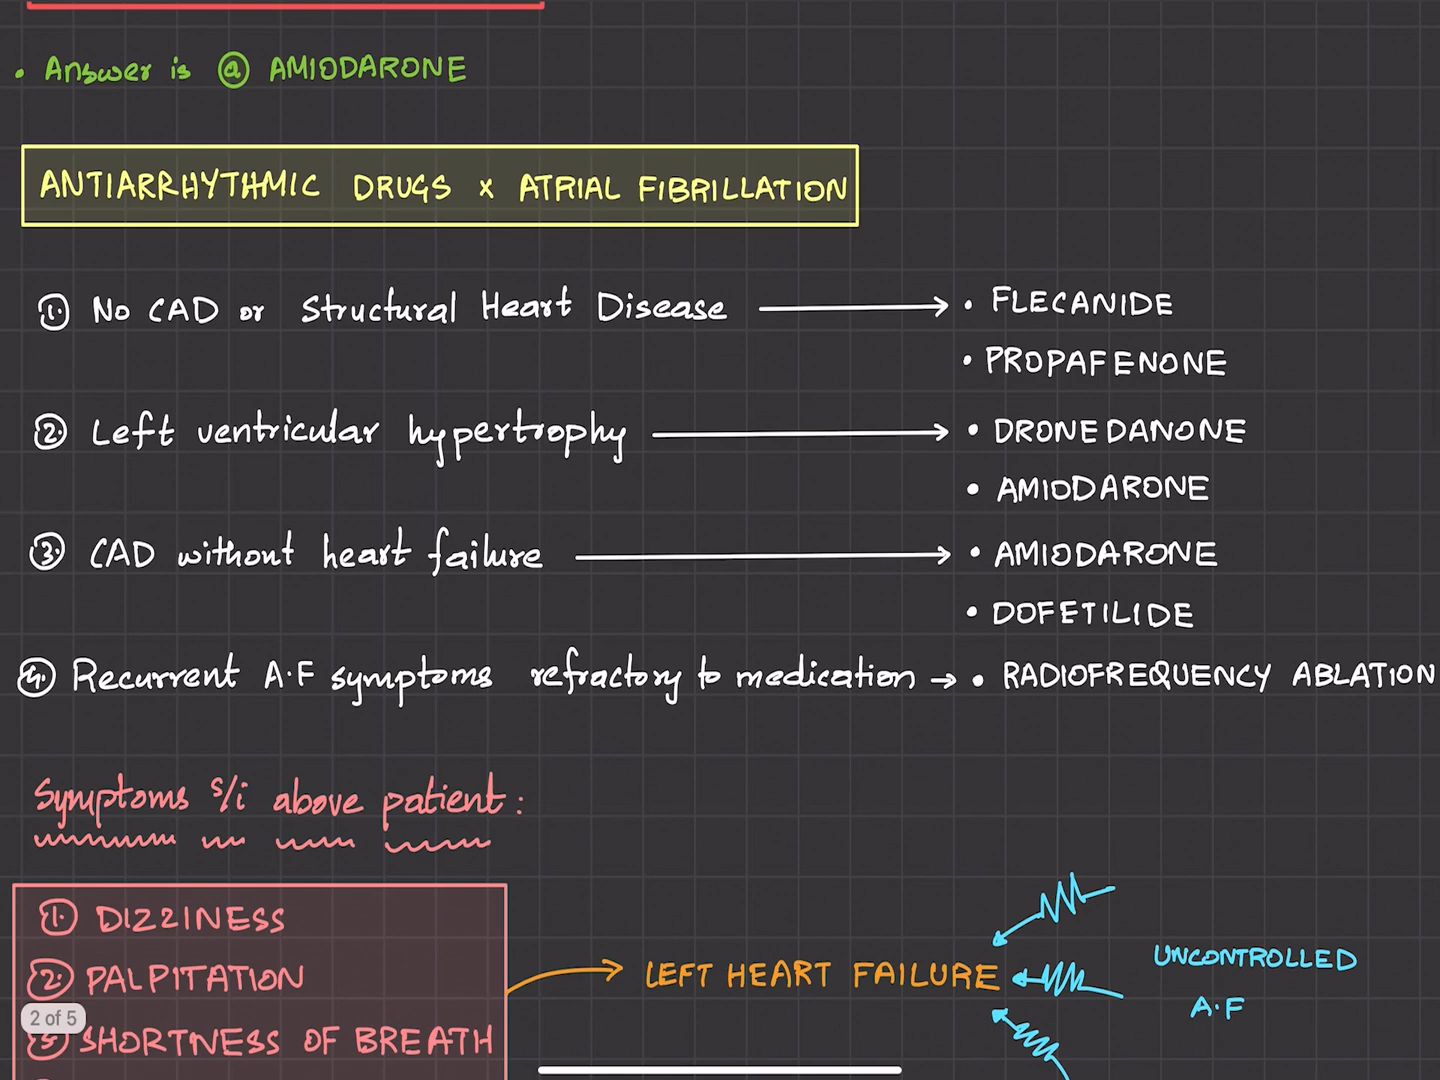 • Answer is ⓐ AMIODARONE
ANTIARRHYTHMIC DRUGS x ATRIAL FIBRILLATION
① No CAD or Structural Heart Disease → • FLECANIDE
• PROPAFENONE
② Left ventricular hypertrophy → • DRONEDANONE
• AMIODARONE
③ CAD without heart failure → • AMIODARONE
• DOFETILIDE
④ Recurrent A.F symptoms refractory to medication → • RADIOFREQUENCY ABLATION
Symptoms s/i above patient:
① DIZZINESS
② PALPITATION
③ SHORTNESS OF BREATH
→ LEFT HEART FAILURE
UNCONTROLLED
A.F
2 of 5